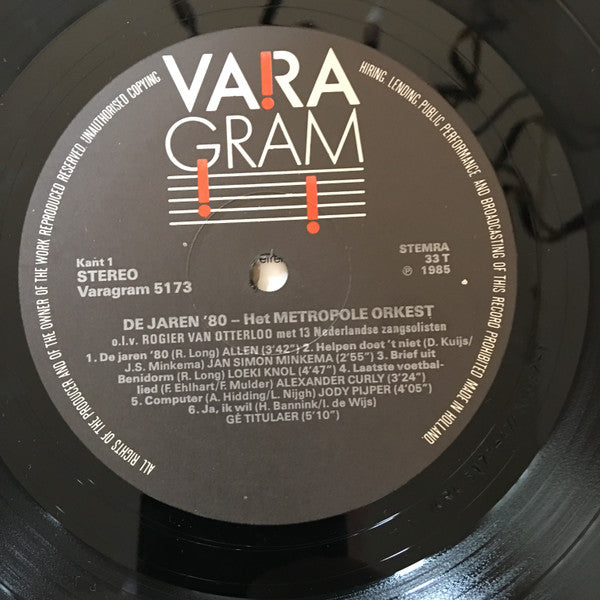 VA!RA
GRAM
ALL RIGHTS OF THE PRODUCER AND OF THE OWNER OF THE WORK REPRODUCED RESERVED. UNAUTHORISED COPYING
HIRING, LENDING, PUBLIC PERFORMANCE AND BROADCASTING OF THIS RECORD PROHIBITED MADE IN HOLLAND
Kant 1
STEREO
Varagram 5173
STEMRA
33 T
℗ 1985
DE JAREN '80 – Het METROPOLE ORKEST
o.l.v. ROGIER VAN OTTERLOO met 13 Nederlandse zangsolisten
1. De jaren '80 (R. Long) ALLEN (3'42") 2. Helpen doet 't niet (D. Kuijs/
J.S. Minkema) JAN SIMON MINKEMA (2'55") 3. Brief uit
Benidorm (R. Long) LOEKI KNOL (4'47") 4. Laatste voetbal-
lied (F. Ehlhart/F. Mulder) ALEXANDER CURLY (3'24")
5. Computer (A. Hidding/L. Nijgh) JODY PIJPER (4'05")
6. Ja, ik wil (H. Bannink/I. de Wijs)
GÉ TITULAER (5'10")